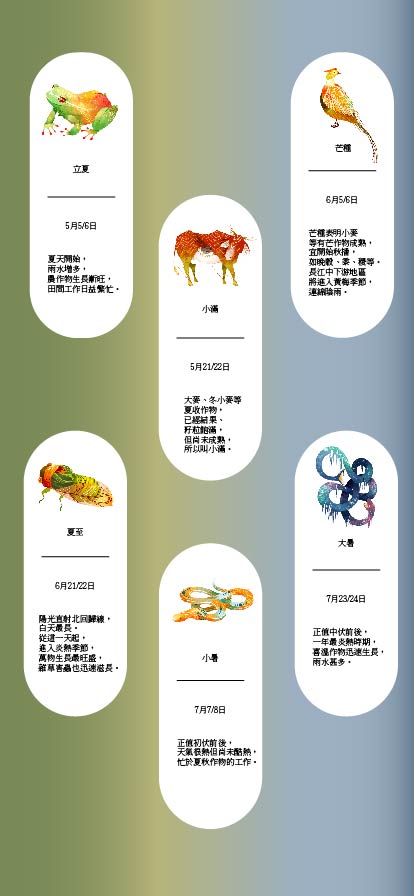 立夏
5月5/6日
夏天開始，
雨水增多，
農作物生長漸旺，
田間工作日益繁忙。
小滿
5月21/22日
大麥、冬小麥等
夏收作物，
已經結果、
籽粒飽滿，
但尚未成熟，
所以叫小滿。
芒種
6月5/6日
芒種表明小麥
等有芒作物成熟，
宜開始秋播，
如晚穀、黍、稷等。
長江中下游地區
將進入黃梅季節，
連綿陰雨。
夏至
6月21/22日
陽光直射北回歸線，
白天最長。
從這一天起，
進入炎熱季節，
萬物生長最旺盛，
雜草害蟲也迅速滋長。
小暑
7月7/8日
正值初伏前後，
天氣很熱但尚未酷熱，
忙於夏秋作物的工作。
大暑
7月23/24日
正值中伏前後，
一年最炎熱時期，
喜溫作物迅速生長，
雨水甚多。